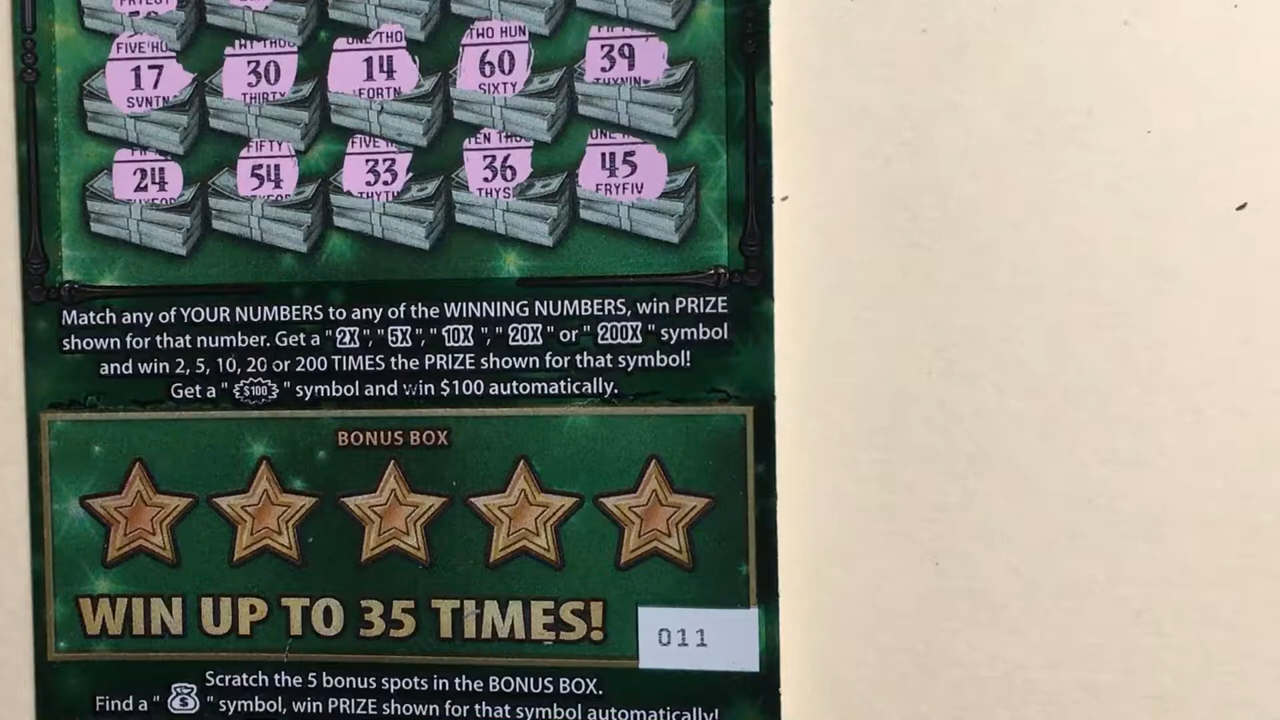 FIVE HU TWO HUN
17 30 14 60 39
SVNTN THIRTY FORTN SIXTY
FIFTY FIVE
24 54 33 36 45
FRYFIV
Match any of YOUR NUMBERS to any of the WINNING NUMBERS, win PRIZE
shown for that number. Get a "2X", "5X", "10X", "20X" or "200X" symbol
and win 2, 5, 10, 20 or 200 TIMES the PRIZE shown for that symbol!
Get a "$100" symbol and win $100 automatically.
BONUS BOX
WIN UP TO 35 TIMES!
011
Scratch the 5 bonus spots in the BONUS BOX.
Find a "$" symbol, win PRIZE shown for that symbol automatically!